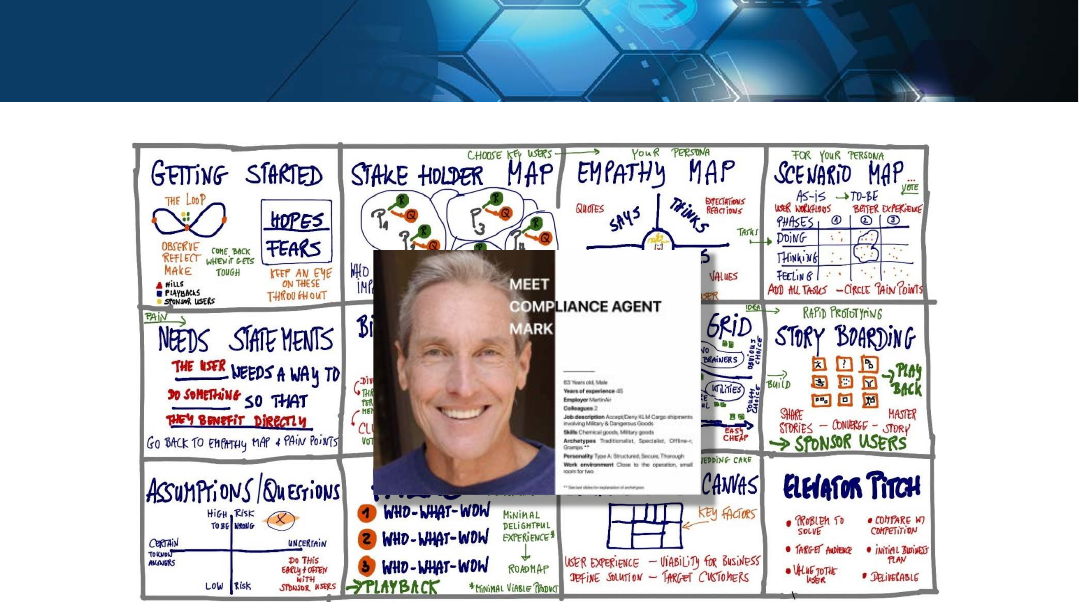 GETTING STARTED
THE LOOP
OBSERVE
REFLECT
MAKE
COME BACK
WHEN IT GETS
TOUGH
HILLS
PLAYBACKS
SPONSOR USERS
HOPES
FEARS
KEEP AN EYE
ON THESE
THROUGHOUT
CHOOSE KEY USERS
STAKE HOLDER MAP
R
Q
P
R
Q
P3
R
Q
WHO
YOUR PERSONA
EMPATHY MAP
QUOTES
SAYS
THINKS
EXPECTATIONS
REACTIONS
VALUES
FOR YOUR PERSONA
SCENARIO MAP...
VOTE
AS-IS → TO-BE
USER WORKFLOWS BETTER EXPERIENCE
TASKS
PHASES 1 2 3
DOING
THINKING
FEELING
ADD ALL TASKS – CIRCLE PAIN POINTS
MEET
COMPLIANCE AGENT
MARK
63 Years old, Male
Years of experience 45
Employer MartinAir
Colleagues 2
Job description Accept/Deny KLM Cargo shipments
involving Military & Dangerous Goods
Skills Chemical goods, Military goods
Archetypes Traditionalist, Specialist, Offline-r,
Gramps **
Personality Type A: Structured, Secure, Thorough
Work environment Close to the operation, small
room for two
** See last slides for explanation of archetypes
PAIN
NEEDS STATEMENTS
THE USER NEEDS A WAY TO
DO SOMETHING SO THAT
THEY BENEFIT DIRECTLY
GO BACK TO EMPATHY MAP & PAIN POINTS
GRID
BRAINERS
OBVIOUS
CHOICE
UTILITIES
CHOICE
EASY
CHEAP
IDEA
RAPID PROTOTYPING
STORY BOARDING
BUILD
PLAY
BACK
SHARE
STORIES – CONVERGE – MASTER
STORY
SPONSOR USERS
ASSUMPTIONS/QUESTIONS
HIGH RISK
TO BE WRONG
CERTAIN
TO KNOW
ANSWERS
UNCERTAIN
LOW RISK
DO THIS
EARLY & OFTEN
WITH
SPONSOR USERS
1 WHO-WHAT-WOW
2 WHO-WHAT-WOW
3 WHO-WHAT-WOW
PLAYBACK
MINIMAL
DELIGHTFUL
EXPERIENCE*
ROADMAP
*MINIMAL VIABLE PRODUCT
WEDDING CAKE
CANVAS
KEY FACTORS
USER EXPERIENCE – VIABILITY FOR BUSINESS
DEFINE SOLUTION – TARGET CUSTOMERS
ELEVATOR PITCH
PROBLEM TO
SOLVE
TARGET AUDIENCE
VALUE TO THE
USER
COMPARE W/
COMPETITION
INITIAL BUSINESS
PLAN
DELIVERABLE